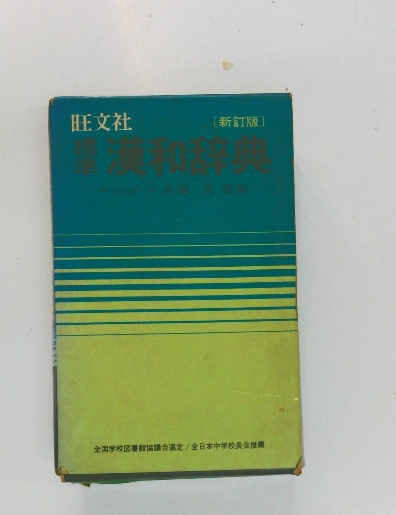 旺文社
〔新訂版〕
標準 漢和辞典
全国学校図書館協議会選定/全日本中学校長会推薦